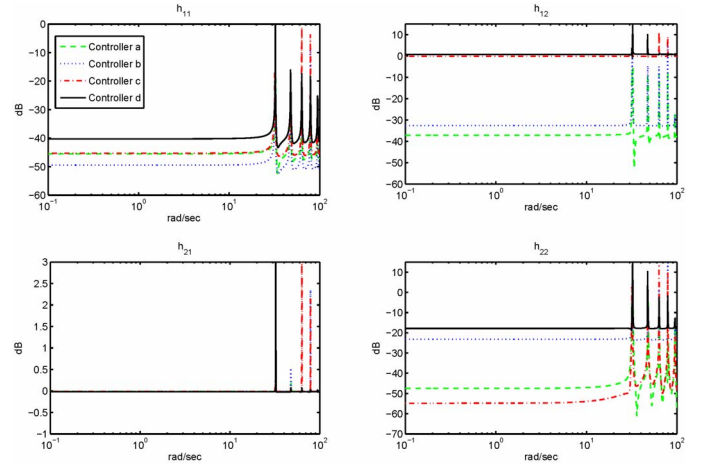 h11
0
-10
-20
-30
-40
-50
-60
dB
Controller a
Controller b
Controller c
Controller d
10^-1 10^0 10^1 10^2
rad/sec
h12
15
10
0
-10
-20
-30
-40
-50
-60
dB
10^-1 10^0 10^1 10^2
rad/sec
h21
3
2.5
2
1.5
1
0.5
0
-0.5
-1
dB
10^-1 10^0 10^1 10^2
rad/sec
h22
10
0
-10
-20
-30
-40
-50
-60
-70
dB
10^-1 10^0 10^1 10^2
rad/sec